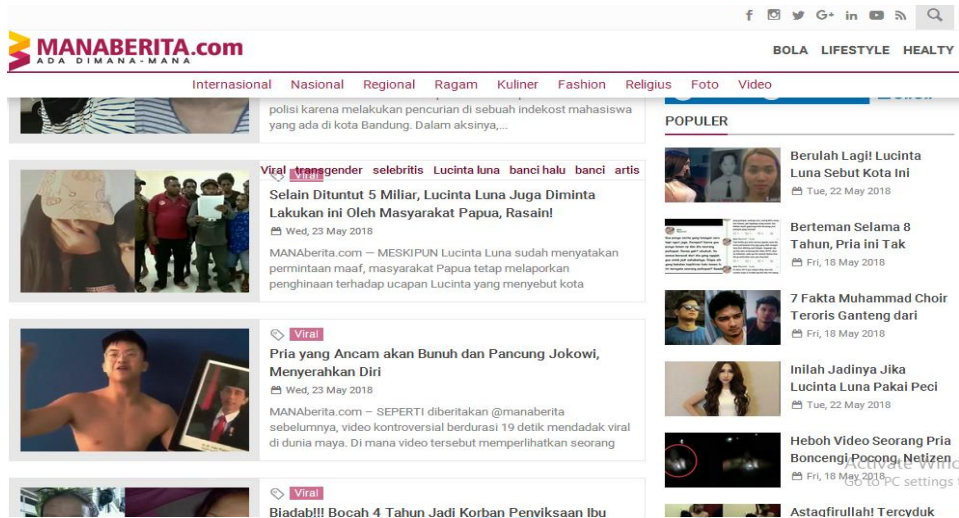 f G+ in
MANABERITA.com
ADA DIMANA-MANA
BOLA LIFESTYLE HEALTY
Internasional Nasional Regional Ragam Kuliner Fashion Religius Foto Video
polisi karena melakukan pencurian di sebuah indekost mahasiswa
yang ada di kota Bandung. Dalam aksinya,...
Viral transgender selebritis Lucinta luna banci halu banci artis
Viral
Selain Dituntut 5 Miliar, Lucinta Luna Juga Diminta
Lakukan ini Oleh Masyarakat Papua, Rasain!
Wed, 23 May 2018
MANAberita.com — MESKIPUN Lucinta Luna sudah menyatakan
permintaan maaf, masyarakat Papua tetap melaporkan
penghinaan terhadap ucapan Lucinta yang menyebut kota
Viral
Pria yang Ancam akan Bunuh dan Pancung Jokowi,
Menyerahkan Diri
Wed, 23 May 2018
MANAberita.com – SEPERTI diberitakan @manaberita
sebelumnya, video kontroversial berdurasi 19 detik mendadak viral
di dunia maya. Di mana video tersebut memperlihatkan seorang
Viral
Biadab!!! Bocah 4 Tahun Jadi Korban Penyiksaan Ibu
POPULER
Berulah Lagi! Lucinta
Luna Sebut Kota Ini
Tue, 22 May 2018
Berteman Selama 8
Tahun, Pria ini Tak
Fri, 18 May 2018
7 Fakta Muhammad Choir
Teroris Ganteng dari
Fri, 18 May 2018
Inilah Jadinya Jika
Lucinta Luna Pakai Peci
Tue, 22 May 2018
Heboh Video Seorang Pria
Boncengi Pocong, Netizen
Fri, 18 May 2018
Activate Wind
Go to PC settings t
Astagfirullah! Tercyduk